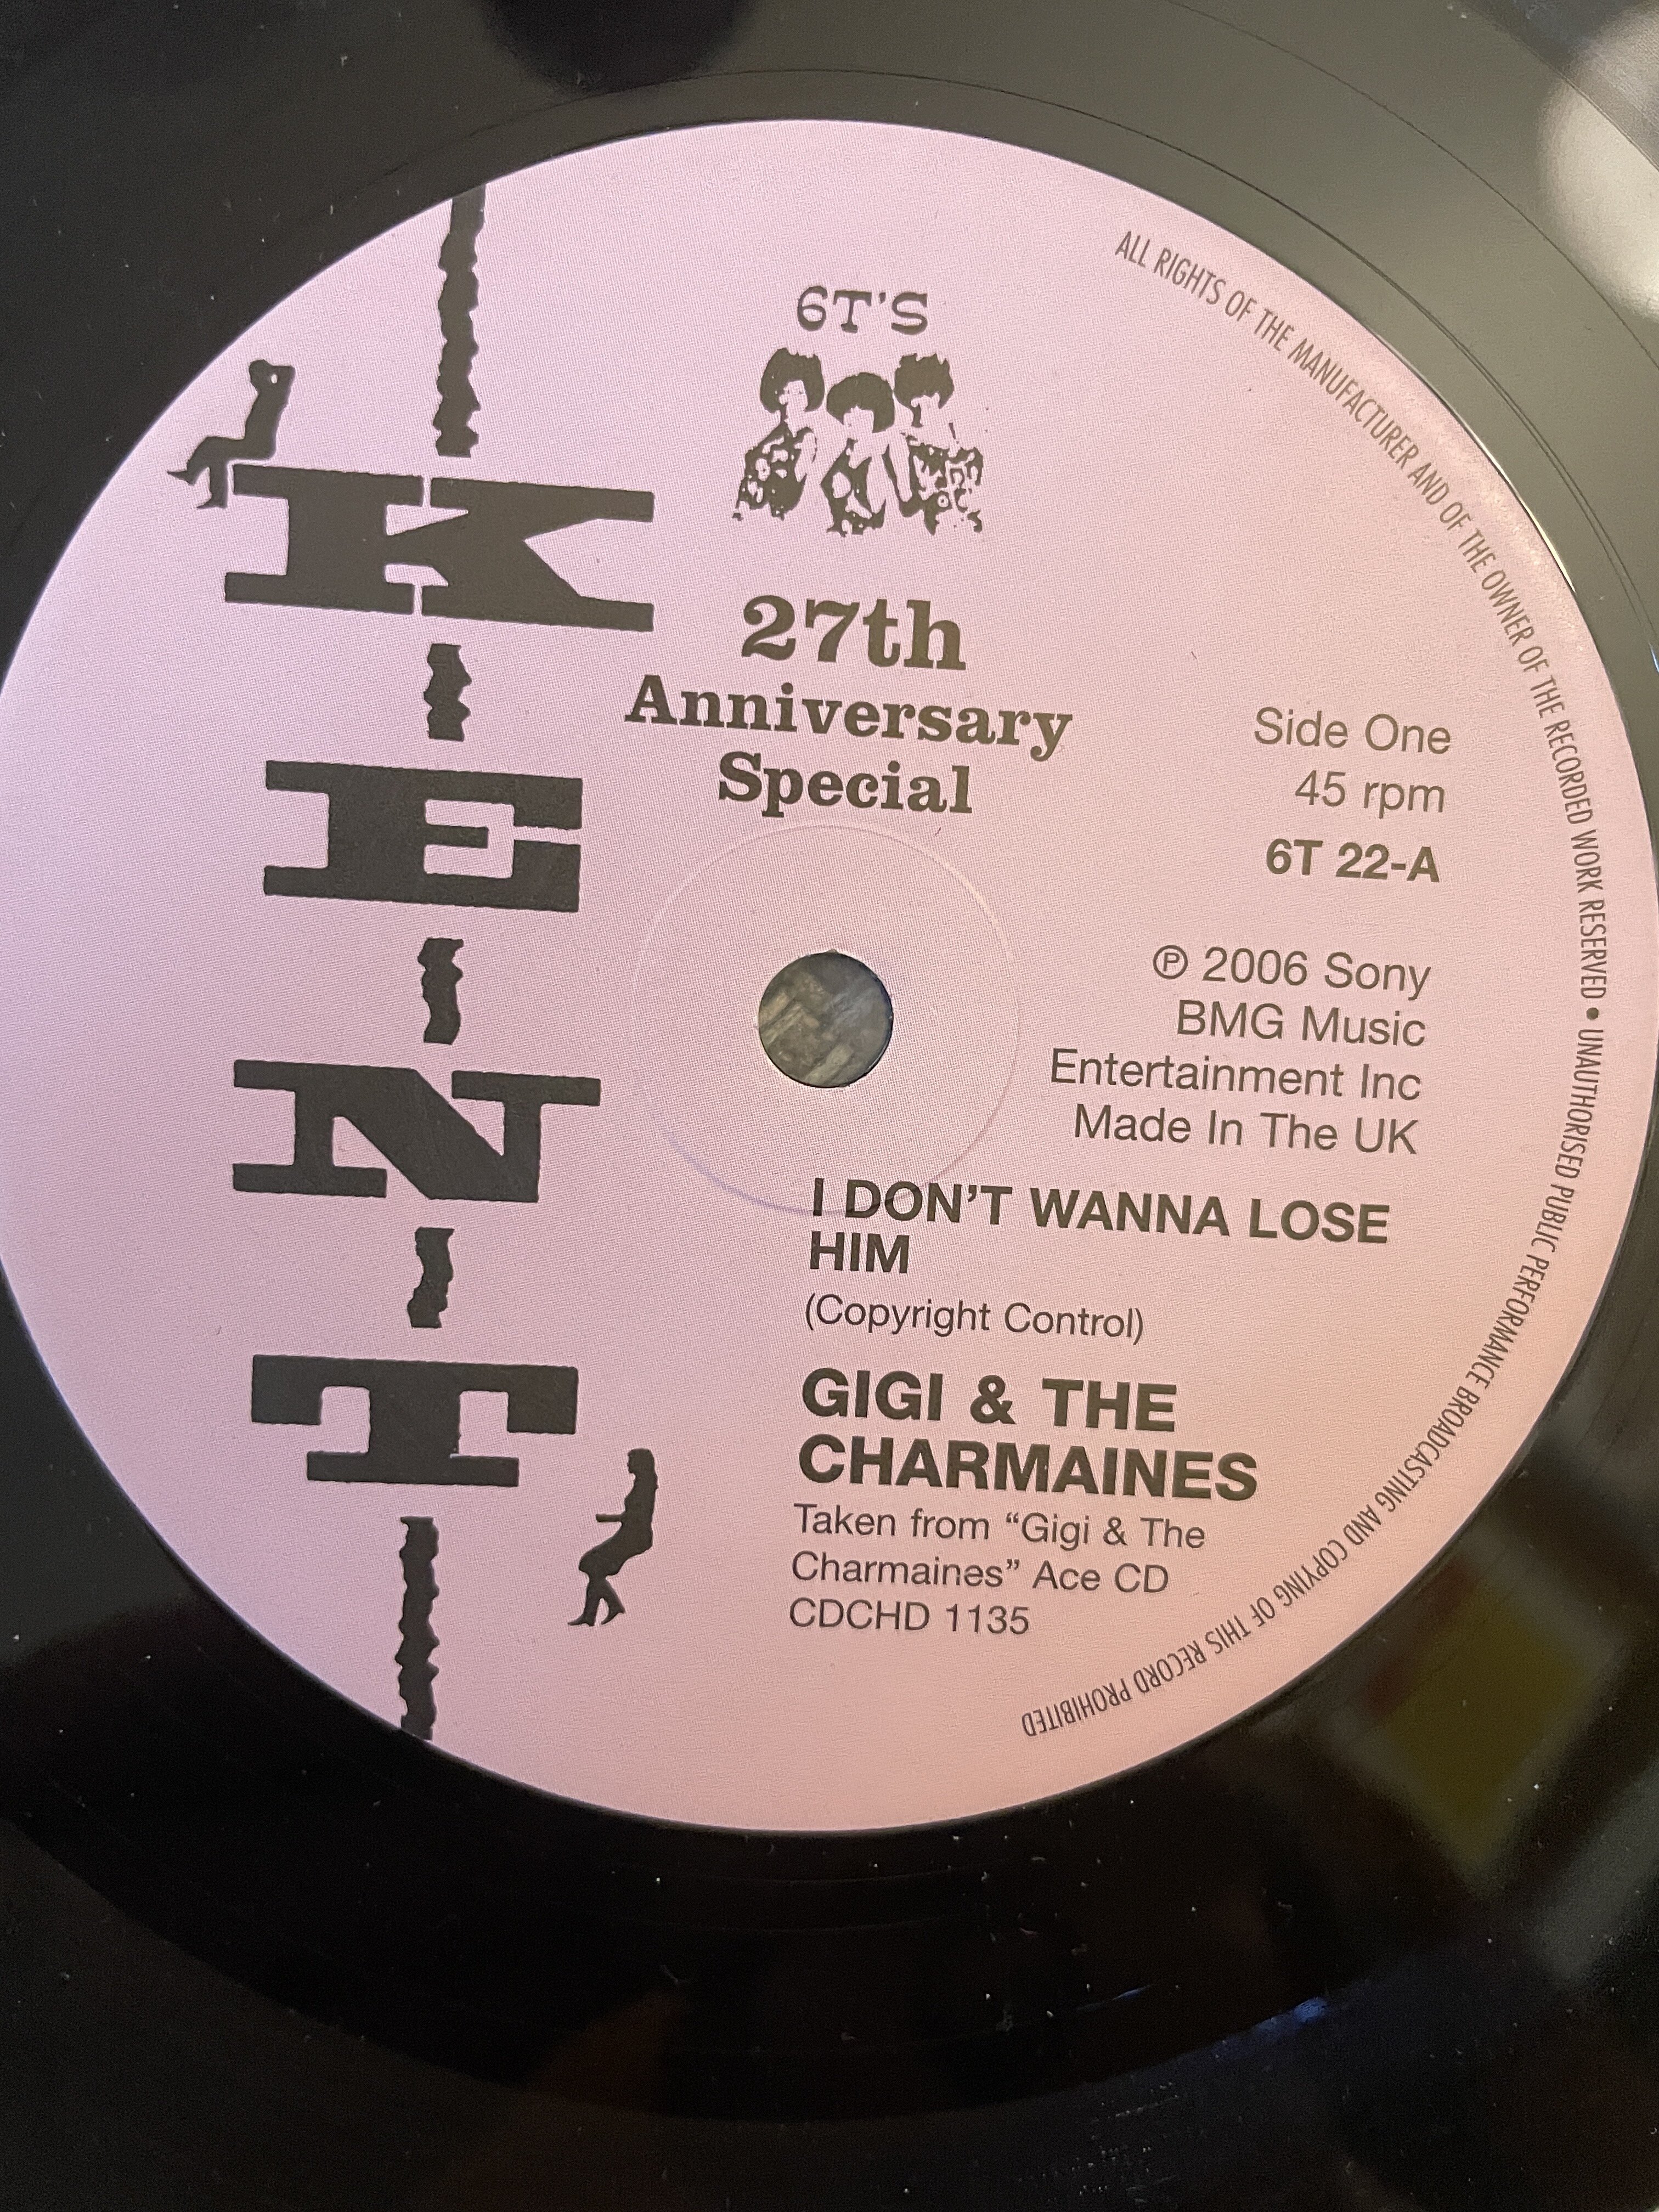 KENT
6T'S
27th
Anniversary
Special
Side One
45 rpm
6T 22-A
℗ 2006 Sony
BMG Music
Entertainment Inc
Made In The UK
I DON'T WANNA LOSE
HIM
(Copyright Control)
GIGI & THE
CHARMAINES
Taken from “Gigi & The
Charmaines” Ace CD
CDCHD 1135
ALL RIGHTS OF THE MANUFACTURER AND OF THE OWNER OF THE RECORDED WORK RESERVED • UNAUTHORISED PUBLIC PERFORMANCE BROADCASTING AND COPYING OF THIS RECORD PROHIBITED